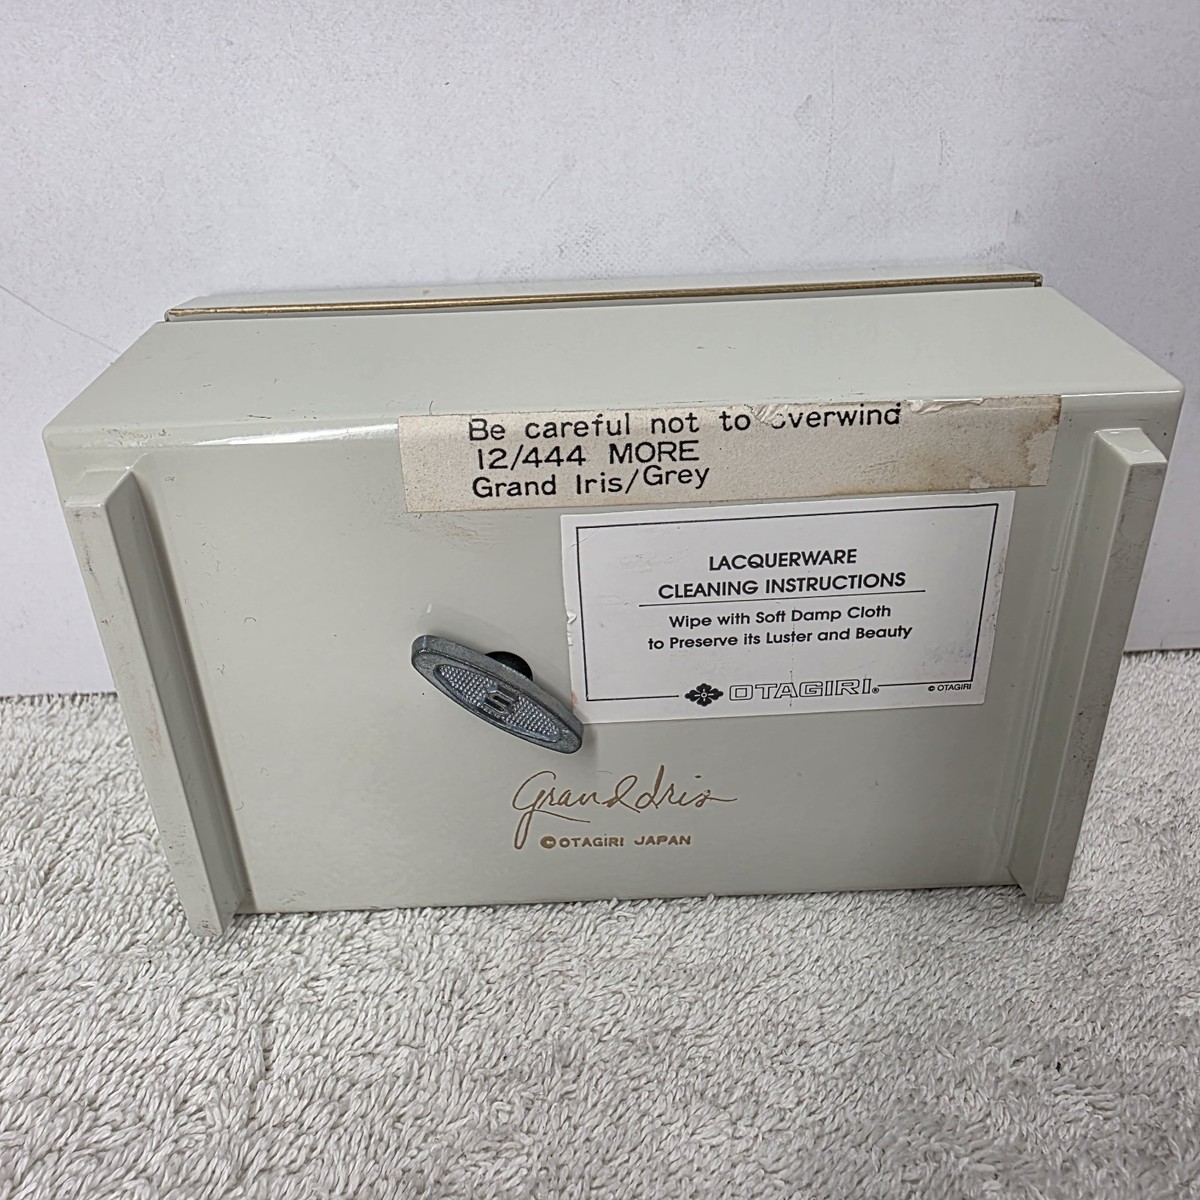 Be careful not to overwind
12/444 MORE
Grand Iris/Grey
LACQUERWARE
CLEANING INSTRUCTIONS
Wipe with Soft Damp Cloth
to Preserve its Luster and Beauty
OTAGIRI®
© OTAGIRI
Grand Iris
©OTAGIRI JAPAN